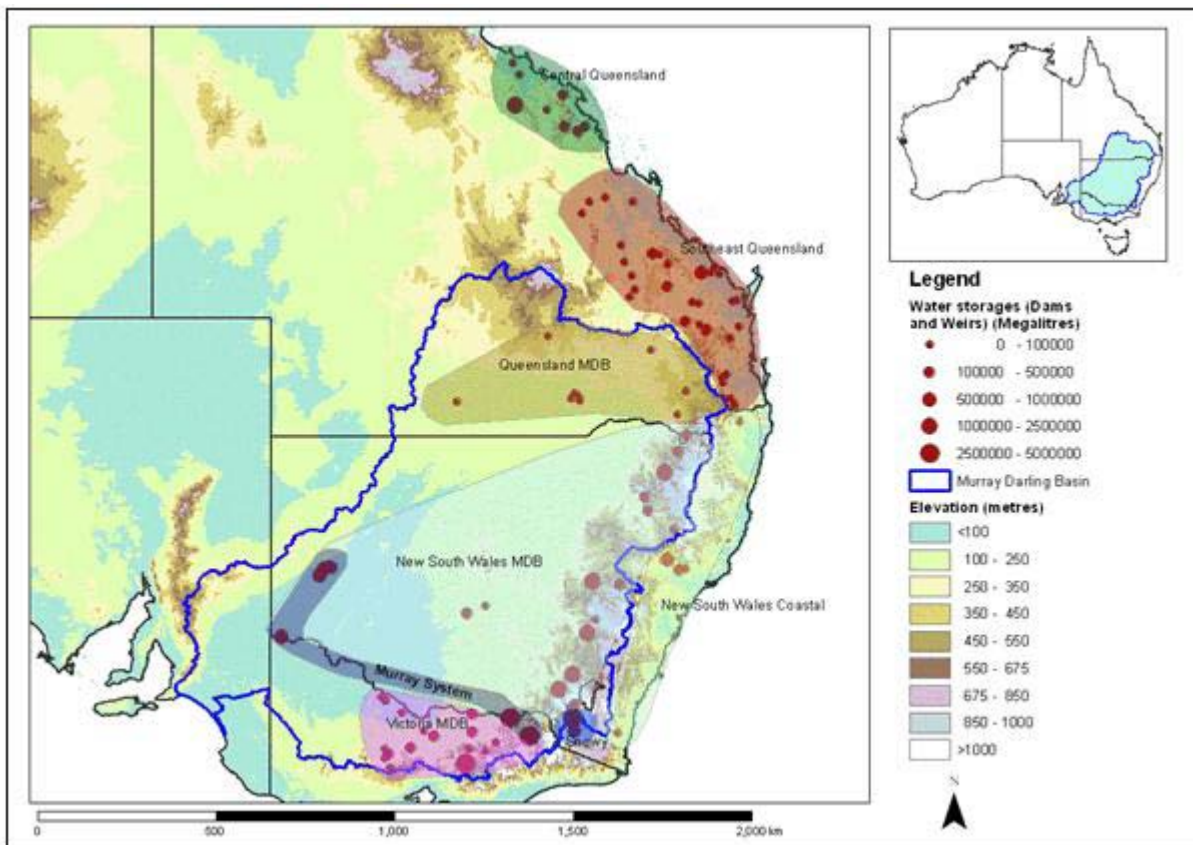 Central Queensland
Southeast Queensland
Queensland MDB
New South Wales MDB
New South Wales Coastal
Murray System
Victoria MDB
Snowy
0 500 1,000 1,500 2,000 km
Legend
Water storages (Dams
and Weirs) (Megalitres)
0 - 100000
100000 - 500000
500000 - 1000000
1000000 - 2500000
2500000 - 5000000
Murray Darling Basin
Elevation (metres)
<100
100 - 250
250 - 350
350 - 450
450 - 550
550 - 675
675 - 850
850 - 1000
>1000